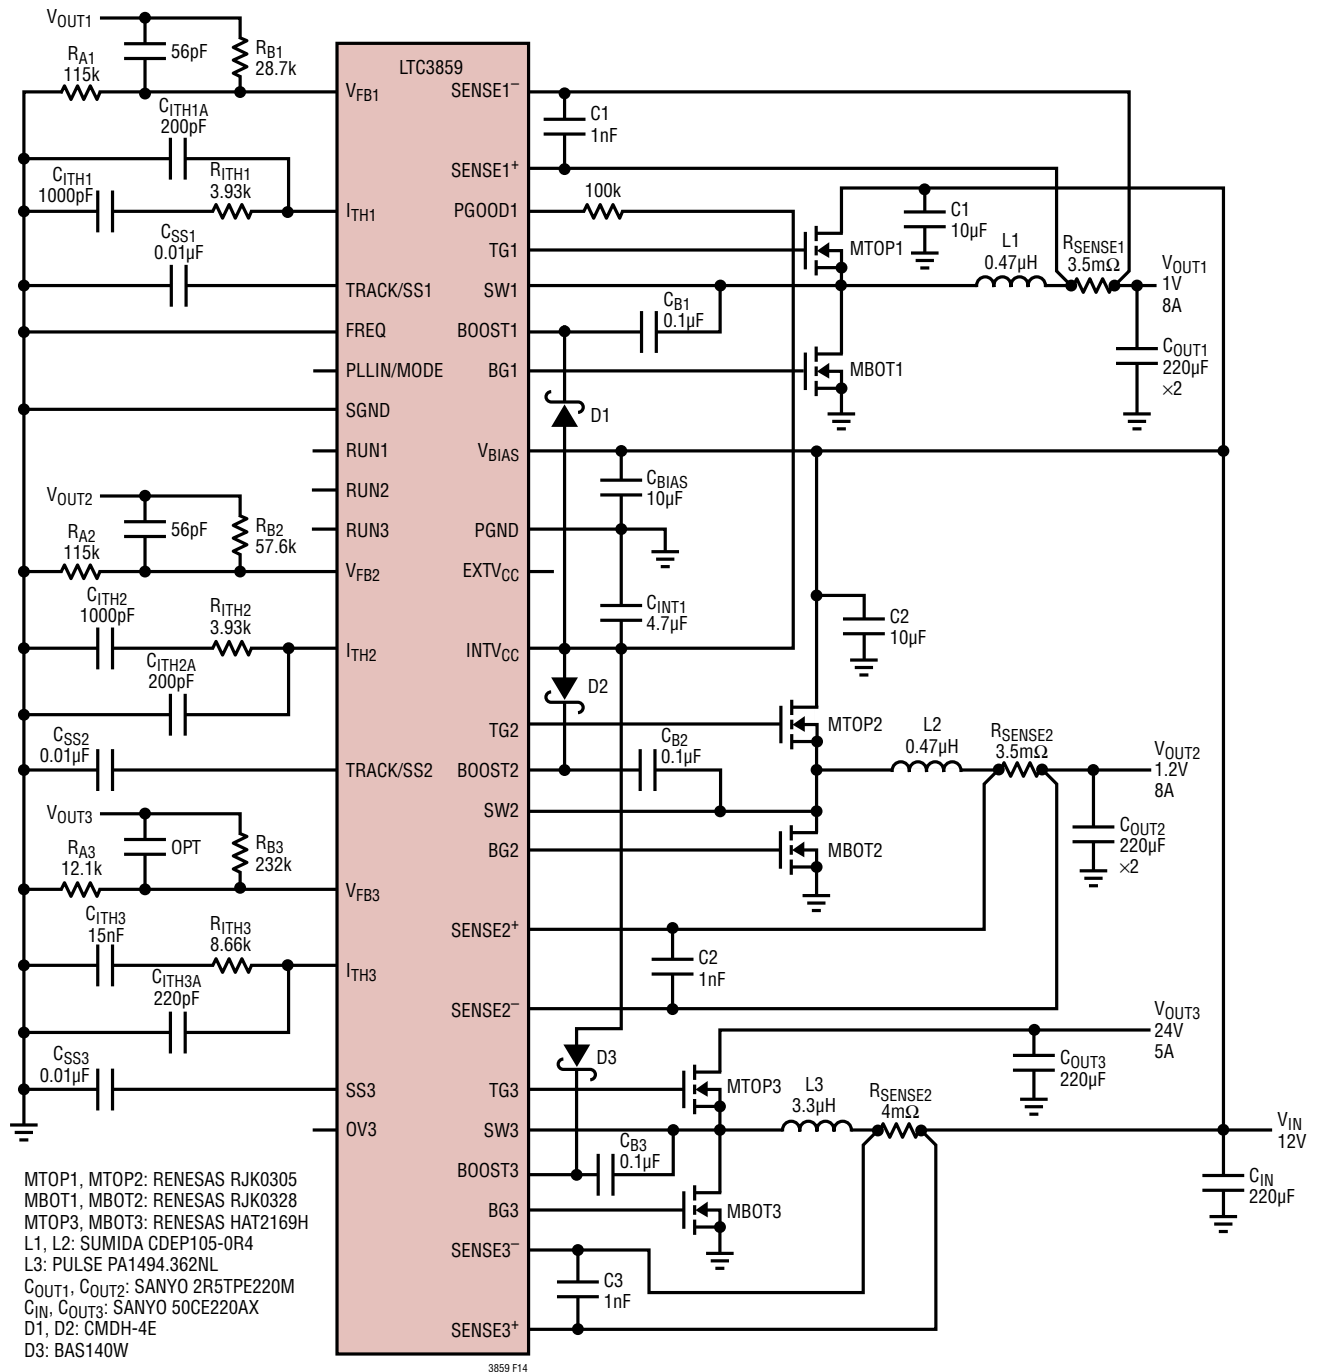 VOUT1
RA1
115k
56pF
RB1
28.7k
CITH1A
200pF
CITH1
1000pF
RITH1
3.93k
CSS1
0.01µF
VOUT2
RA2
115k
56pF
RB2
57.6k
CITH2
1000pF
RITH2
3.93k
CITH2A
200pF
CSS2
0.01µF
VOUT3
RA3
12.1k
OPT
RB3
232k
CITH3
15nF
RITH3
8.66k
CITH3A
220pF
CSS3
0.01µF
LTC3859
VFB1
ITH1
TRACK/SS1
FREQ
PLLIN/MODE
SGND
RUN1
RUN2
RUN3
VFB2
ITH2
TRACK/SS2
VFB3
ITH3
SS3
OV3
SENSE1–
SENSE1+
PGOOD1
TG1
SW1
BOOST1
BG1
VBIAS
PGND
EXTVCC
INTVCC
TG2
BOOST2
SW2
BG2
SENSE2+
SENSE2–
TG3
SW3
BOOST3
BG3
SENSE3–
SENSE3+
C1
1nF
100k
MTOP1
C1
10µF
L1
0.47µH
RSENSE1
3.5mΩ
VOUT1
1V
8A
CB1
0.1µF
MBOT1
COUT1
220µF
×2
D1
CBIAS
10µF
CINT1
4.7µF
C2
10µF
D2
MTOP2
L2
0.47µH
RSENSE2
3.5mΩ
VOUT2
1.2V
8A
CB2
0.1µF
MBOT2
COUT2
220µF
×2
C2
1nF
VOUT3
24V
5A
D3
COUT3
220µF
MTOP3
L3
3.3µH
RSENSE2
4mΩ
VIN
12V
CB3
0.1µF
MBOT3
CIN
220µF
C3
1nF
MTOP1, MTOP2: RENESAS RJK0305
MBOT1, MBOT2: RENESAS RJK0328
MTOP3, MBOT3: RENESAS HAT2169H
L1, L2: SUMIDA CDEP105-0R4
L3: PULSE PA1494.362NL
COUT1, COUT2: SANYO 2R5TPE220M
CIN, COUT3: SANYO 50CE220AX
D1, D2: CMDH-4E
D3: BAS140W
3859 F14